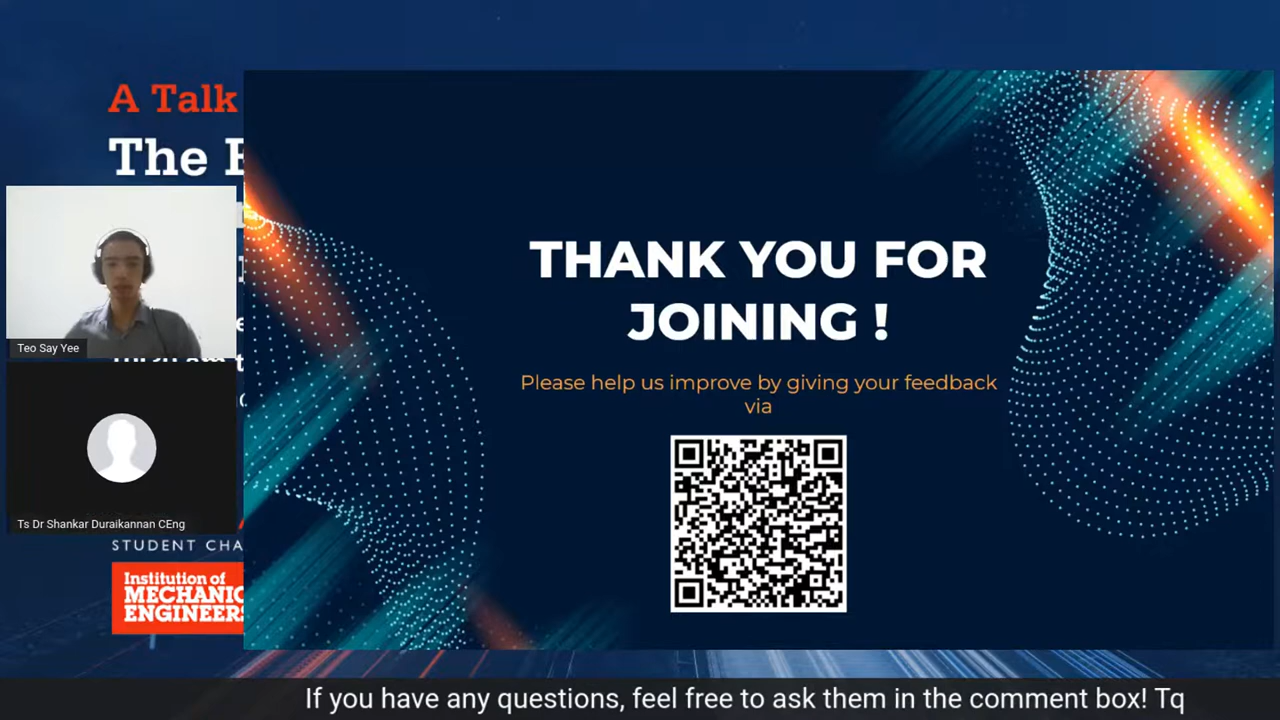 A Talk
The
THANK YOU FOR
JOINING !
Please help us improve by giving your feedback
via
Teo Say Yee
Ts Dr Shankar Duraikannan CEng
STUDENT CHA
Institution of
MECHANIC
ENGINEERS
If you have any questions, feel free to ask them in the comment box! Tq